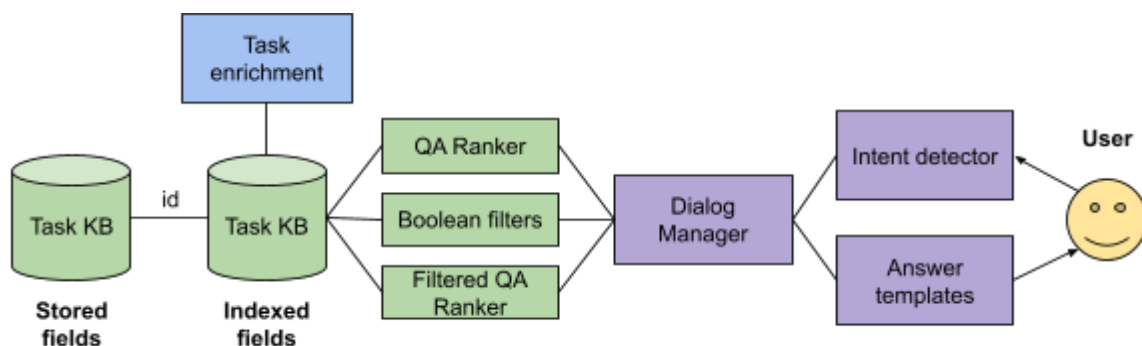 Task
enrichment
QA Ranker
Intent detector
User
id
Task KB
Task KB
Boolean filters
Dialog
Manager
Filtered QA
Ranker
Answer
templates
Stored
fields
Indexed
fields